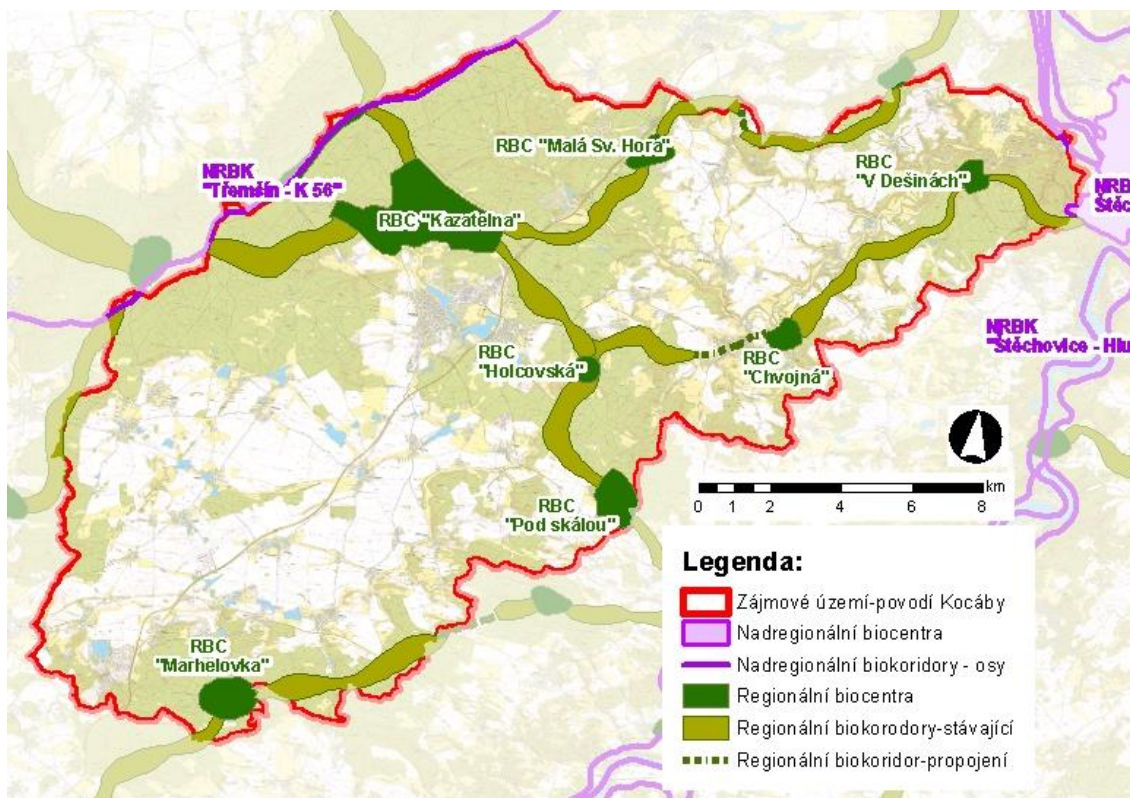 RBC "Malá Sv. Hora"
NRBK
"Třemšín - K 56"
RBC
"V Dešinách"
NRB
Štěc
RBC "Kazatelna"
NRBK
"Štěchovice - Hlu
RBC
"Holcovská"
RBC
"Chvojná"
km
0 1 2 4 6 8
RBC
"Pod skálou"
Legenda:
Zájmové území-povodí Kocáby
Nadregionální biocentra
Nadregionální biokoridory - osy
Regionální biocentra
Regionální biokorodory-stávající
Regionální biokoridor-propojení
RBC
"Marhelovka"